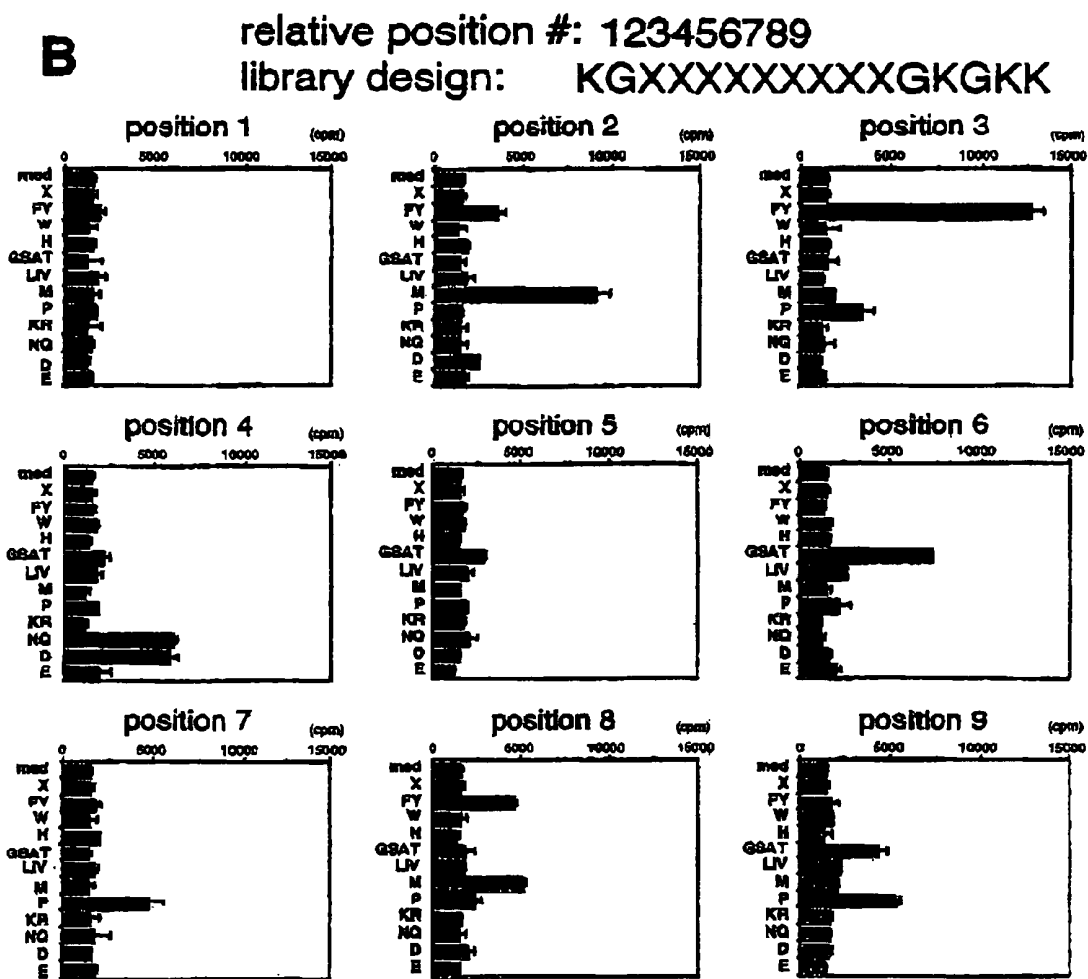 B
relative position #: 123456789
library design: KGXXXXXXXXXGKGKK
position 1 (cpm)
0 5000 10000 15000
med
X
FY
W
H
GSAT
LIV
M
P
KR
NQ
D
E
position 2 (cpm)
0 5000 10000 15000
med
X
FY
W
H
GSAT
LIV
M
P
KR
NQ
D
E
position 3 (cpm)
0 5000 10000 15000
med
X
FY
W
H
GSAT
LIV
M
P
KR
NQ
D
E
position 4 (cpm)
0 5000 10000 15000
med
X
FY
W
H
GSAT
LIV
M
P
KR
NQ
D
E
position 5 (cpm)
0 5000 10000 15000
med
X
FY
W
H
GSAT
LIV
M
P
KR
NQ
D
E
position 6 (cpm)
0 5000 10000 15000
med
X
FY
W
H
GSAT
LIV
M
P
KR
NQ
D
E
position 7 (cpm)
0 5000 10000 15000
med
X
FY
W
H
GSAT
LIV
M
P
KR
NQ
D
E
position 8 (cpm)
0 5000 10000 15000
med
X
FY
W
H
GSAT
LIV
M
P
KR
NQ
D
E
position 9 (cpm)
0 5000 10000 15000
med
X
FY
W
H
GSAT
LIV
M
P
KR
NQ
D
E